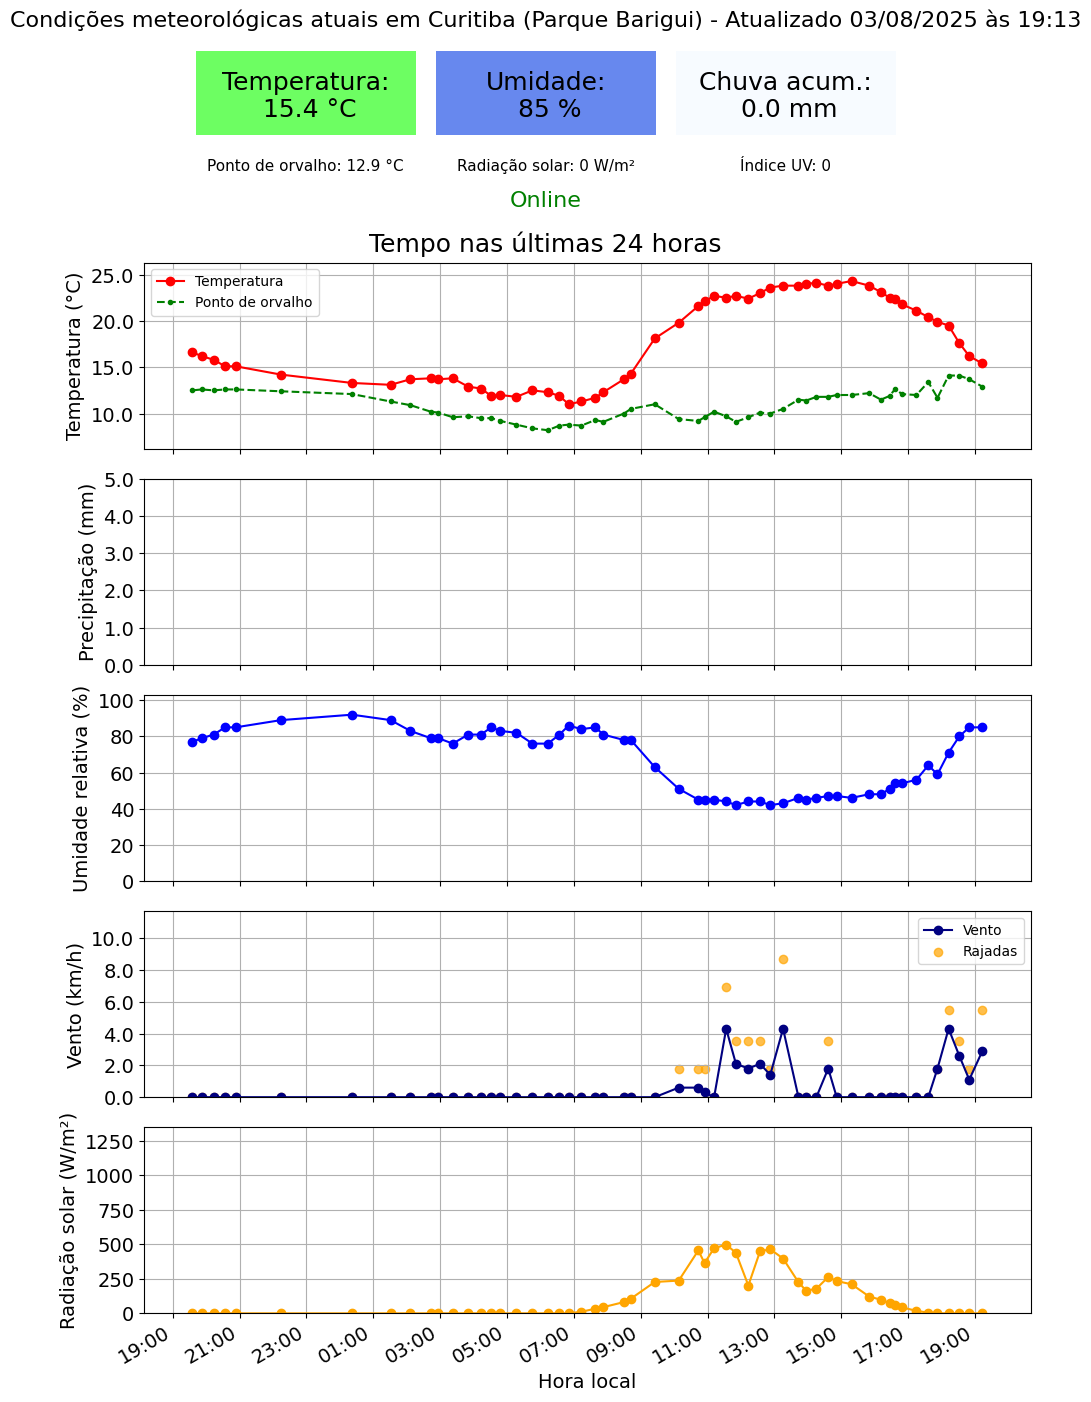 Condições meteorológicas atuais em Curitiba (Parque Barigui) - Atualizado 03/08/2025 às 19:13
Temperatura:
15.4 °C
Umidade:
85 %
Chuva acum.:
0.0 mm
Ponto de orvalho: 12.9 °C
Radiação solar: 0 W/m²
Índice UV: 0
Online
Tempo nas últimas 24 horas
Temperatura (°C)
25.0
20.0
15.0
10.0
Temperatura
Ponto de orvalho
Precipitação (mm)
5.0
4.0
3.0
2.0
1.0
0.0
Umidade relativa (%)
100
80
60
40
20
0
Vento (km/h)
10.0
8.0
6.0
4.0
2.0
0.0
Vento
Rajadas
Radiação solar (W/m²)
1250
1000
750
500
250
0
19:00
21:00
23:00
01:00
03:00
05:00
07:00
09:00
11:00
13:00
15:00
17:00
19:00
Hora local